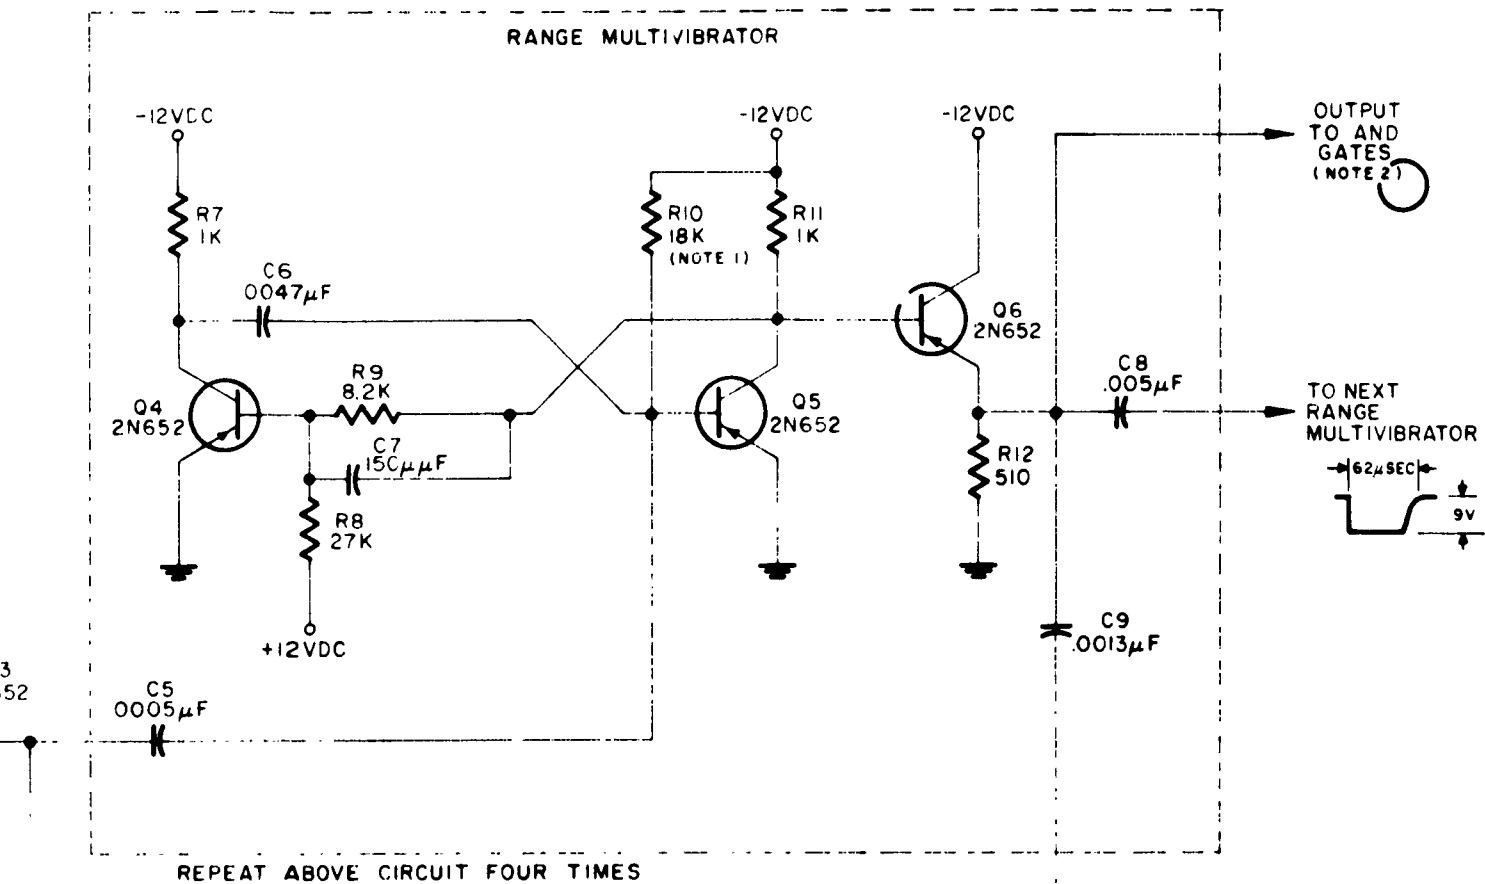 RANGE MULTIVIBRATOR
-12VDC
-12VDC
-12VDC
OUTPUT
TO AND
GATES
(NOTE 2)
R7
1K
R10
18K
(NOTE 1)
R11
1K
C6
.0047μF
Q6
2N652
C8
.005μF
R9
8.2K
Q4
2N652
Q5
2N652
TO NEXT
RANGE
MULTIVIBRATOR
C7
150μμF
R12
510
62μSEC
9V
R8
27K
+12VDC
C9
.0013μF
3
652
C5
.0005μF
REPEAT ABOVE CIRCUIT FOUR TIMES